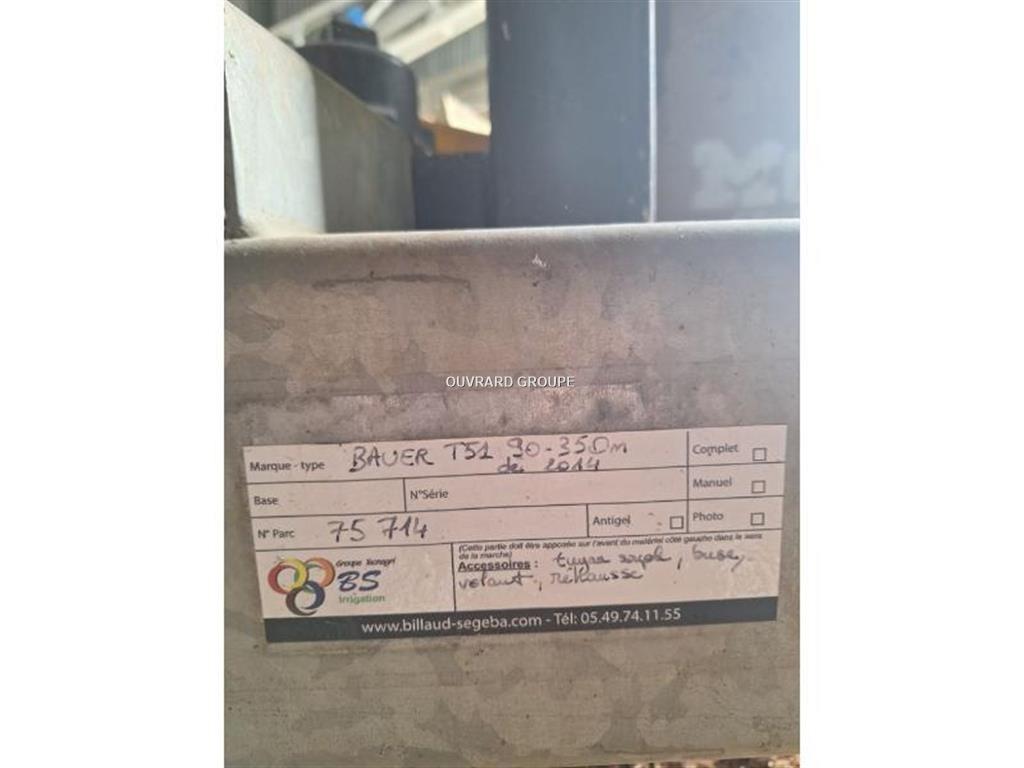 M
OUVRARD GROUPE
Marque - type BAUER T51 90-350m
de 2014
Complet
Base N°Série Manuel
N° Parc 75 714 Antigel Photo
(Cette partie doit être apposée sur l'avant du matériel côté gauche dans le sens
de la marche)
Groupe Tecnagri
BS
Irrigation
Accessoires : tuyau souple, buse,
volant, réhausse
www.billaud-segeba.com - Tél: 05.49.74.11.55